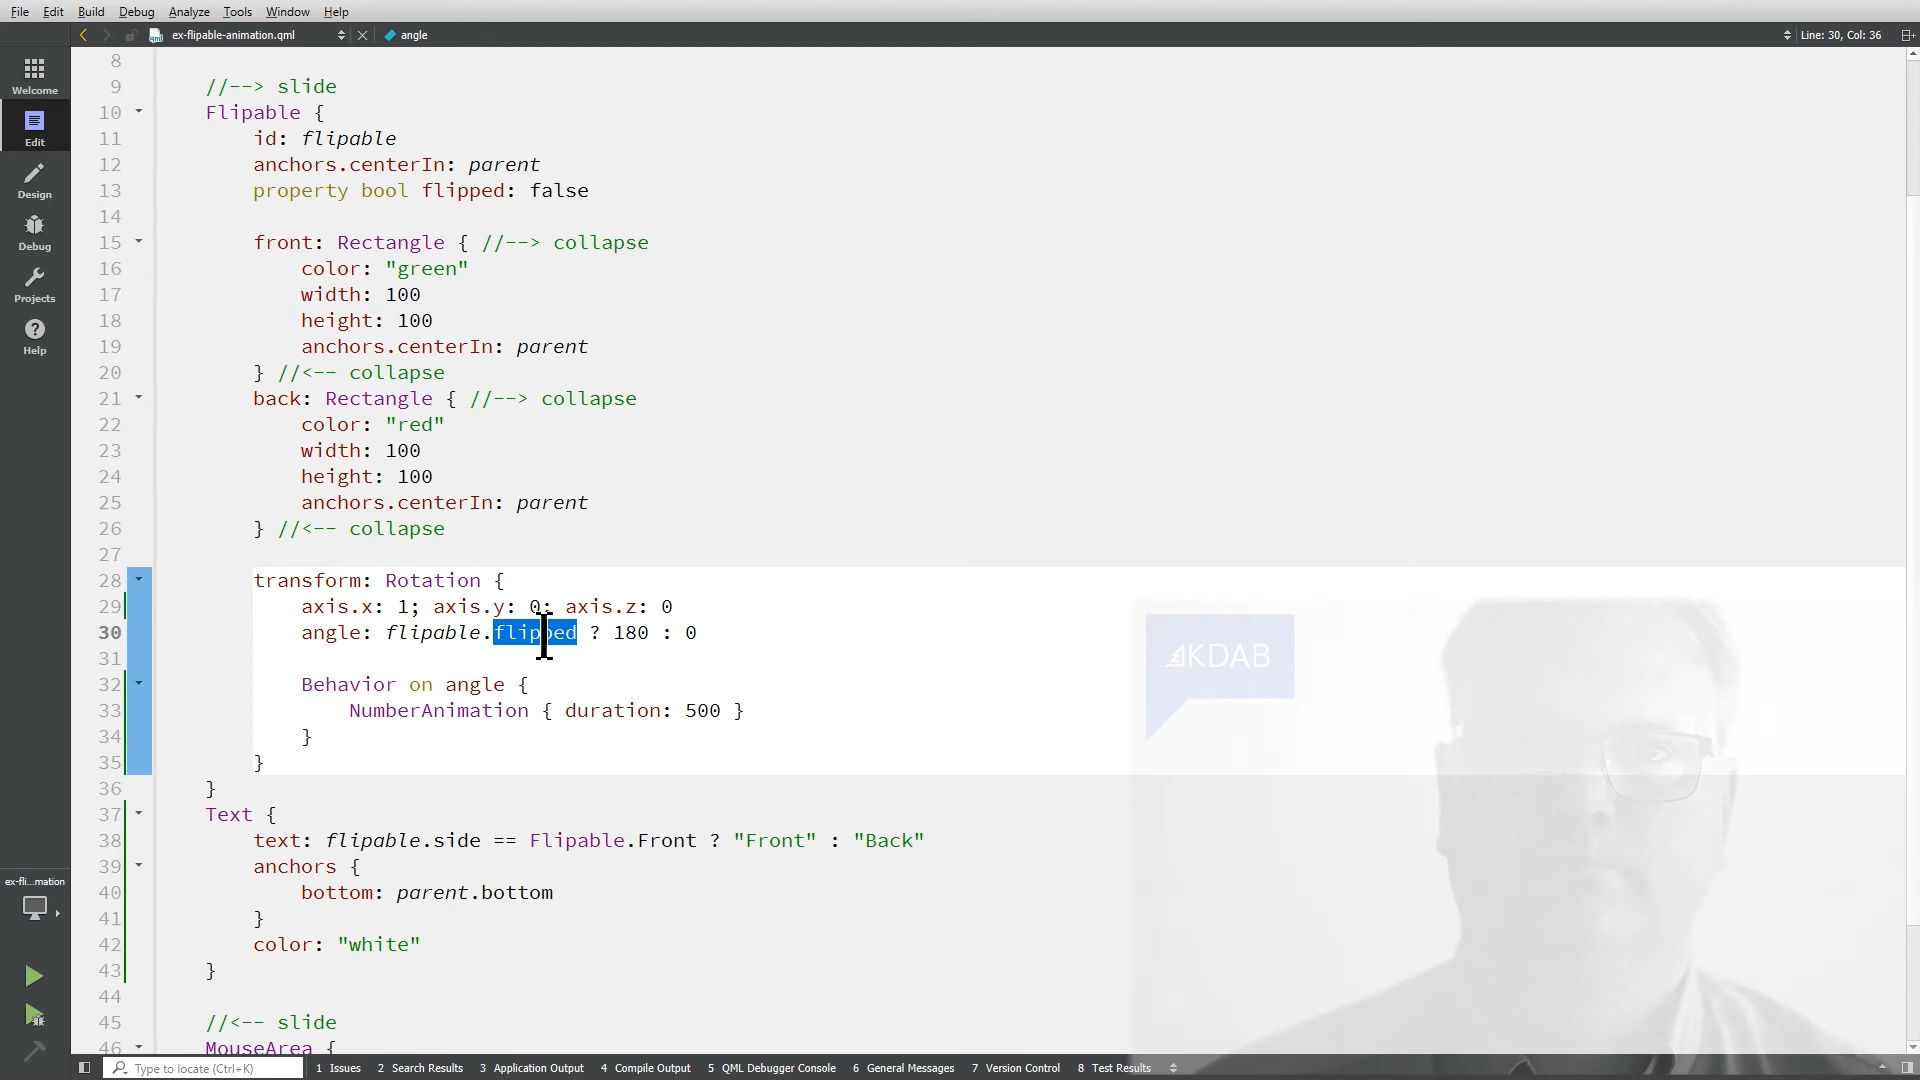 File Edit Build Debug Analyze Tools Window Help
ex-flipable-animation.qml angle Line: 30, Col: 36
Welcome
Edit
Design
Debug
Projects
Help
ex-fli...mation
8
9 //--> slide
10 Flipable {
11 id: flipable
12 anchors.centerIn: parent
13 property bool flipped: false
14
15 front: Rectangle { //--> collapse
16 color: "green"
17 width: 100
18 height: 100
19 anchors.centerIn: parent
20 } //<-- collapse
21 back: Rectangle { //--> collapse
22 color: "red"
23 width: 100
24 height: 100
25 anchors.centerIn: parent
26 } //<-- collapse
27
28 transform: Rotation {
29 axis.x: 1; axis.y: 0; axis.z: 0
30 angle: flipable.flipped ? 180 : 0
31
32 Behavior on angle {
33 NumberAnimation { duration: 500 }
34 }
35 }
36 }
37 Text {
38 text: flipable.side == Flipable.Front ? "Front" : "Back"
39 anchors {
40 bottom: parent.bottom
41 }
42 color: "white"
43 }
44
45 //<-- slide
46 MouseArea {
KDAB
Type to locate (Ctrl+K) 1 Issues 2 Search Results 3 Application Output 4 Compile Output 5 QML Debugger Console 6 General Messages 7 Version Control 8 Test Results